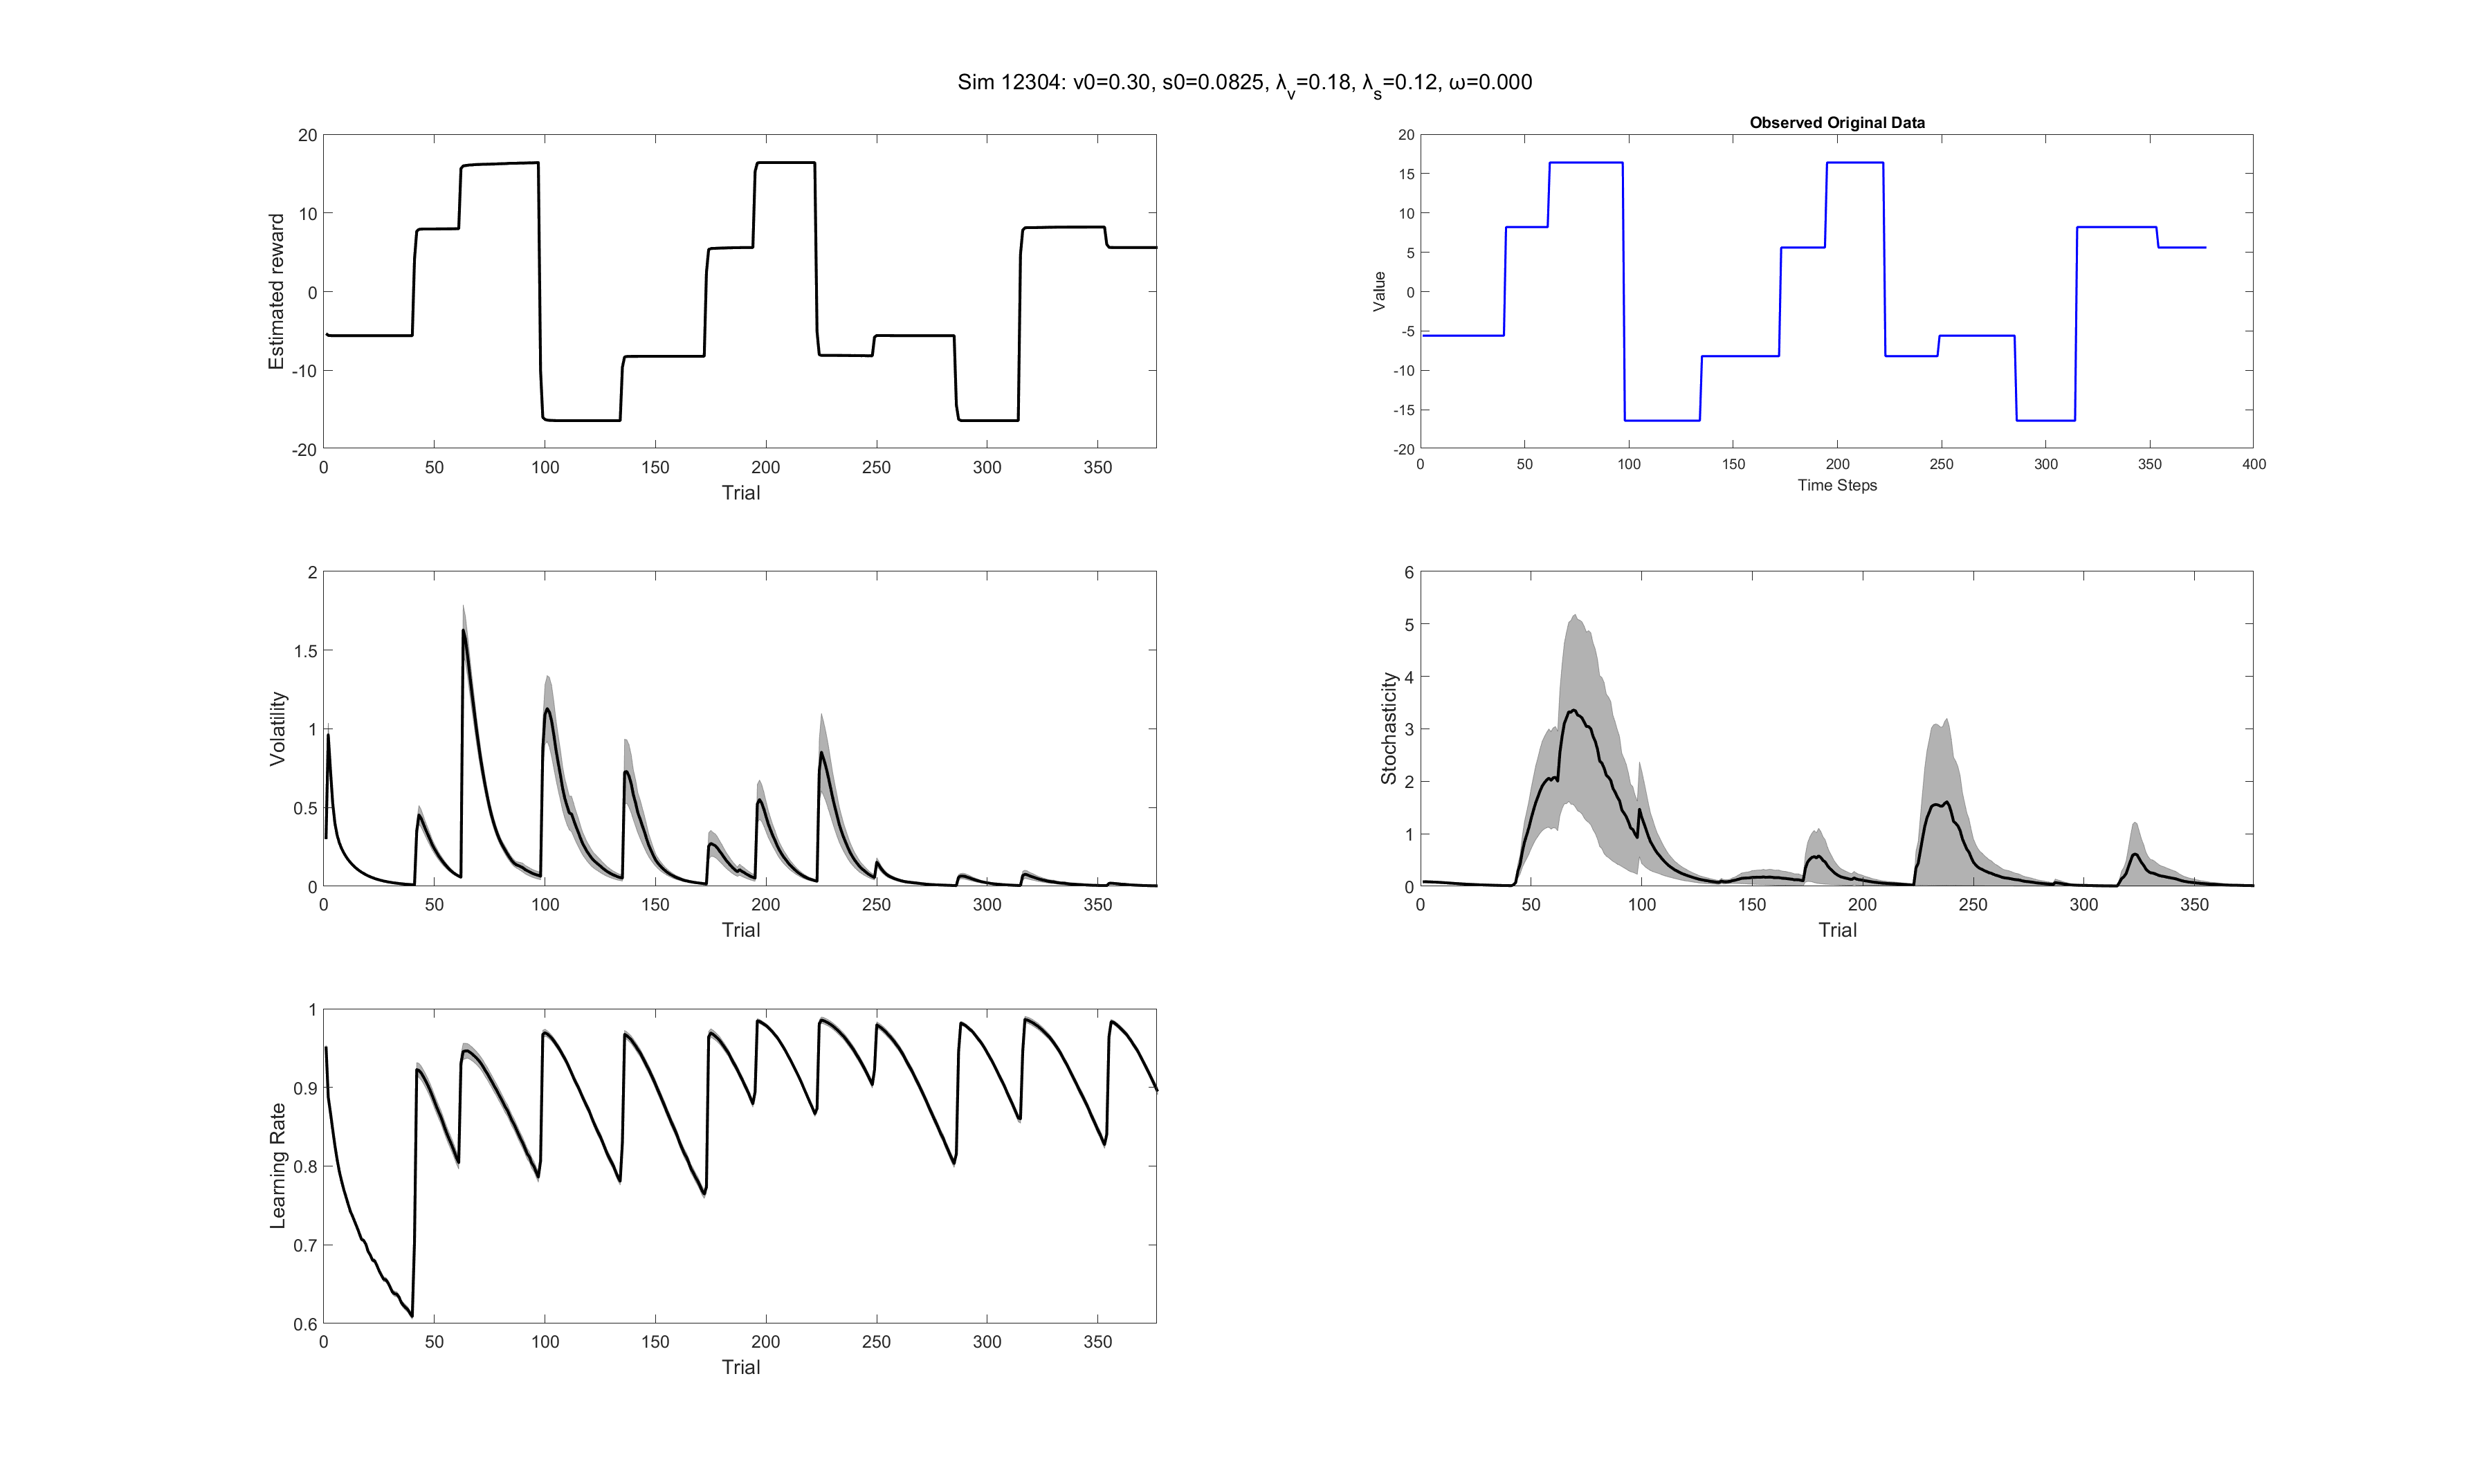 Sim 12304: v0=0.30, s0=0.0825, λv=0.18, λs=0.12, ω=0.000
Estimated reward
20
10
0
-10
-20
0 50 100 150 200 250 300 350
Trial
Observed Original Data
Value
20
15
10
5
0
-5
-10
-15
-20
0 50 100 150 200 250 300 350 400
Time Steps
Volatility
2
1.5
1
0.5
0
0 50 100 150 200 250 300 350
Trial
Stochasticity
6
5
4
3
2
1
0
0 50 100 150 200 250 300 350
Trial
Learning Rate
1
0.9
0.8
0.7
0.6
0 50 100 150 200 250 300 350
Trial